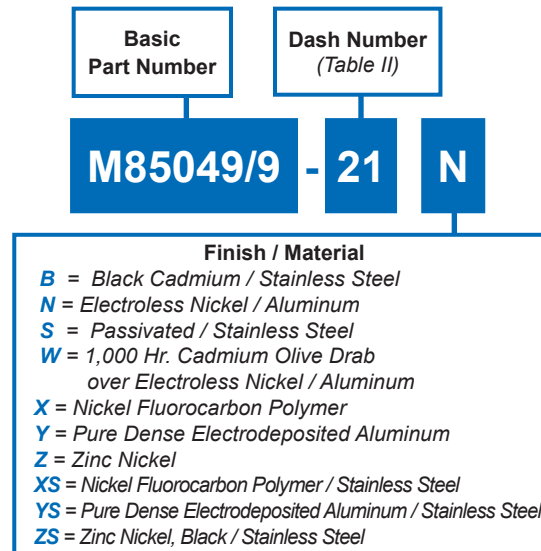 Basic
Part Number
Dash Number
(Table II)
M85049/9 - 21 N
Finish / Material
B = Black Cadmium / Stainless Steel
N = Electroless Nickel / Aluminum
S = Passivated / Stainless Steel
W = 1,000 Hr. Cadmium Olive Drab
over Electroless Nickel / Aluminum
X = Nickel Fluorocarbon Polymer
Y = Pure Dense Electrodeposited Aluminum
Z = Zinc Nickel
XS = Nickel Fluorocarbon Polymer / Stainless Steel
YS = Pure Dense Electrodeposited Aluminum / Stainless Steel
ZS = Zinc Nickel, Black / Stainless Steel